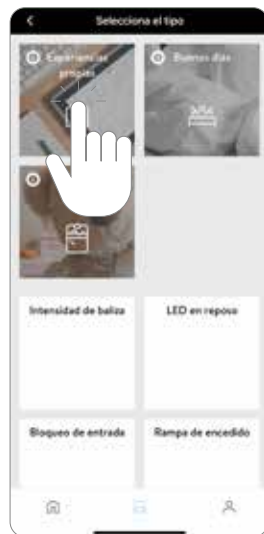 Selecciona el tipo
Experiencias
propias
Buenos días
Intensidad de baliza
LED en reposo
Bloqueo de entrada
Rampa de encedido